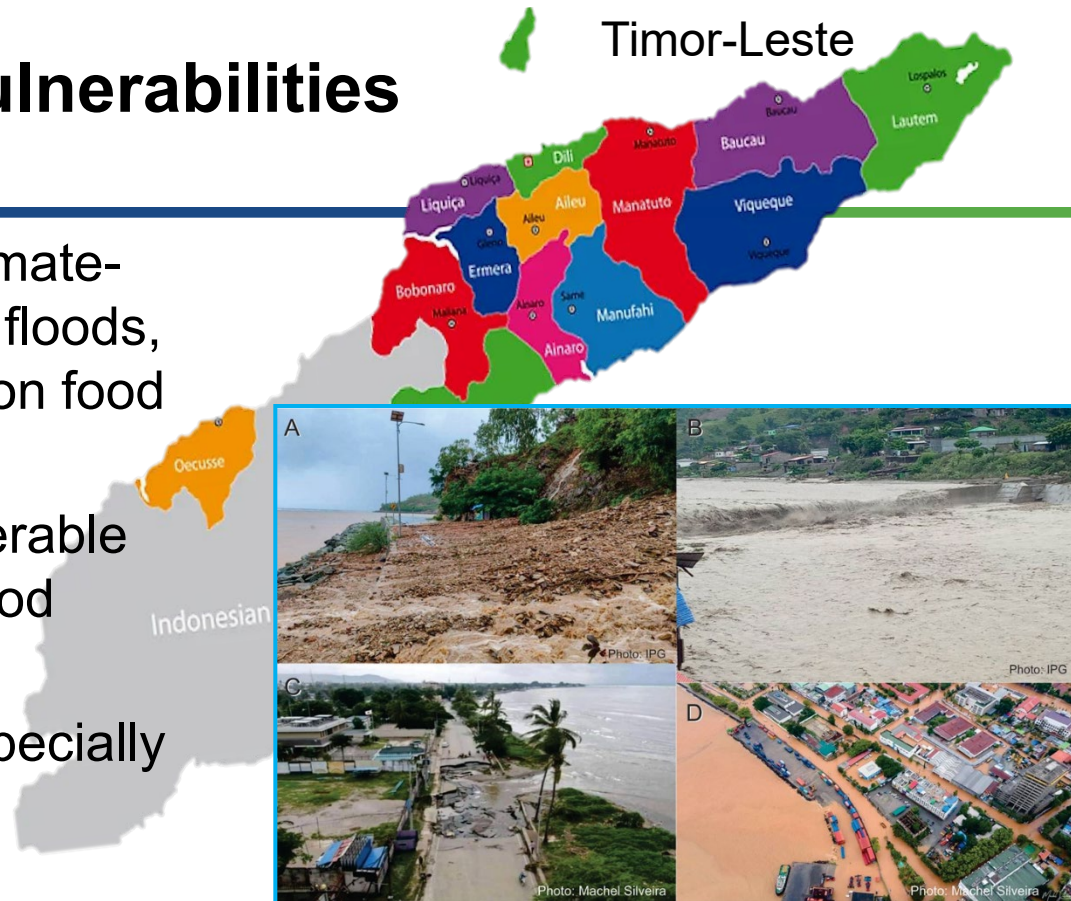 Timor-Leste
ulnerabilities
mate-
floods,
on food
erable
od
pecially
Lospalos
Lautem
Baucau
Baucau
Manatuto
Manatuto
Viqueque
Viqueque
Dili
Liquiça
Liquiça
Aileu
Aileu
Gleno
Ermera
Bobonaro
Maliana
Ainaro
Ainaro
Same
Manufahi
Oecusse
Indonesian
A
Photo: IPG
B
Photo: IPG
C
Photo: Machel Silveira
D
Photo: Machel Silveira